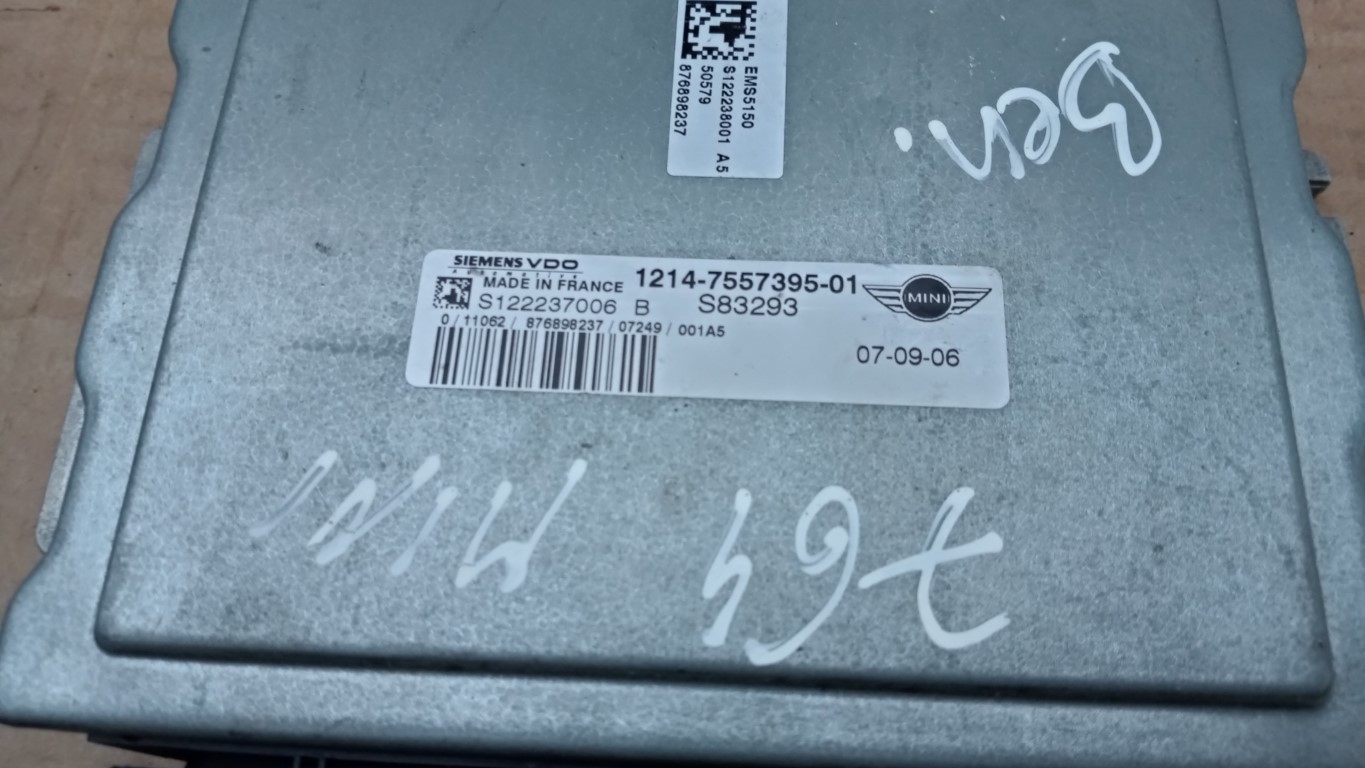 EMS5150
S122238001 A5
50579
876898237
Ben.
SIEMENS VDO
Automotive
MADE IN FRANCE 1214-7557395-01
MINI
S122237006 B S83293
0/11062/ 876898237/07249/ 001A5
07-09-06
764 MINI